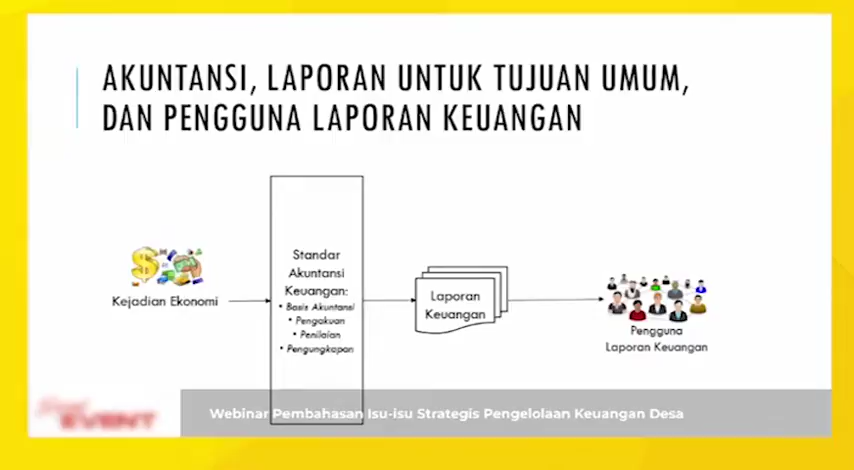 AKUNTANSI, LAPORAN UNTUK TUJUAN UMUM,
DAN PENGGUNA LAPORAN KEUANGAN
Kejadian Ekonomi
Standar
Akuntansi
Keuangan:
• Basis Akuntansi
• Pengakuan
• Penilaian
• Pengungkapan
Laporan
Keuangan
Pengguna
Laporan Keuangan
EVENT
Webinar Pembahasan Isu-isu Strategis Pengelolaan Keuangan Desa